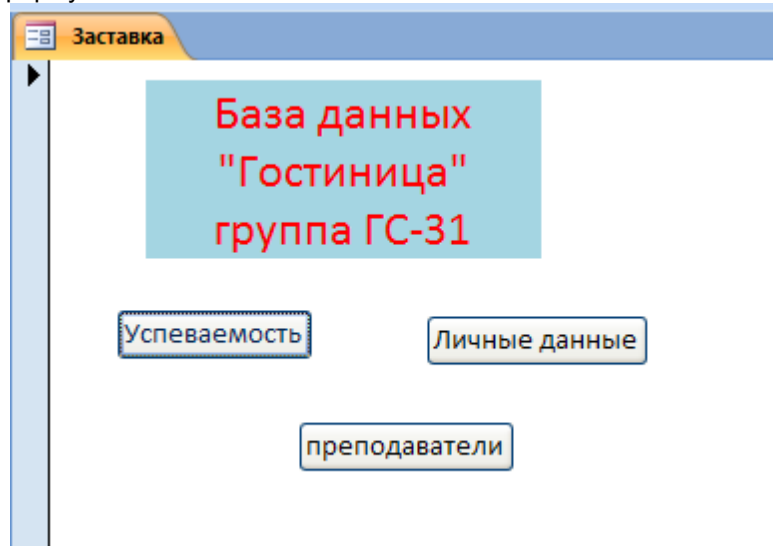 Заставка
База данных
"Гостиница"
группа ГС-31
Успеваемость
Личные данные
преподаватели